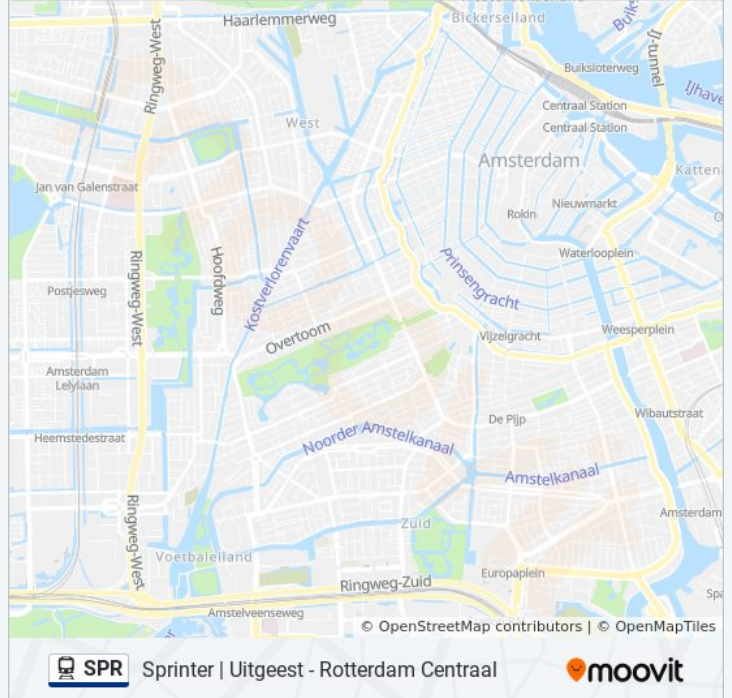 Haarlemmerweg
Bickerseiland
IJ-tunnel
Ringweg-West
Buiksloterweg
Centraal Station
Centraal Station
West
Amsterdam
Jan van Galenstraat
Nieuwmarkt
Rokin
Kostverlorenvaart
Hoofdweg
Waterlooplein
Prinsengracht
Ringweg-West
Postjesweg
Overtoom
Vijzelgracht
Weesperplein
Amsterdam
Lelylaan
Wibautstraat
De Pijp
Heemstedestraat
Noorder Amstelkanaal
Amstelkanaal
Ringweg-West
Amsterdam
Zuid
Voetbaleiland
Europaplein
Ringweg-Zuid
Amstelveenseweg
© OpenStreetMap contributors | © OpenMapTiles
SPR Sprinter | Uitgeest - Rotterdam Centraal moovit